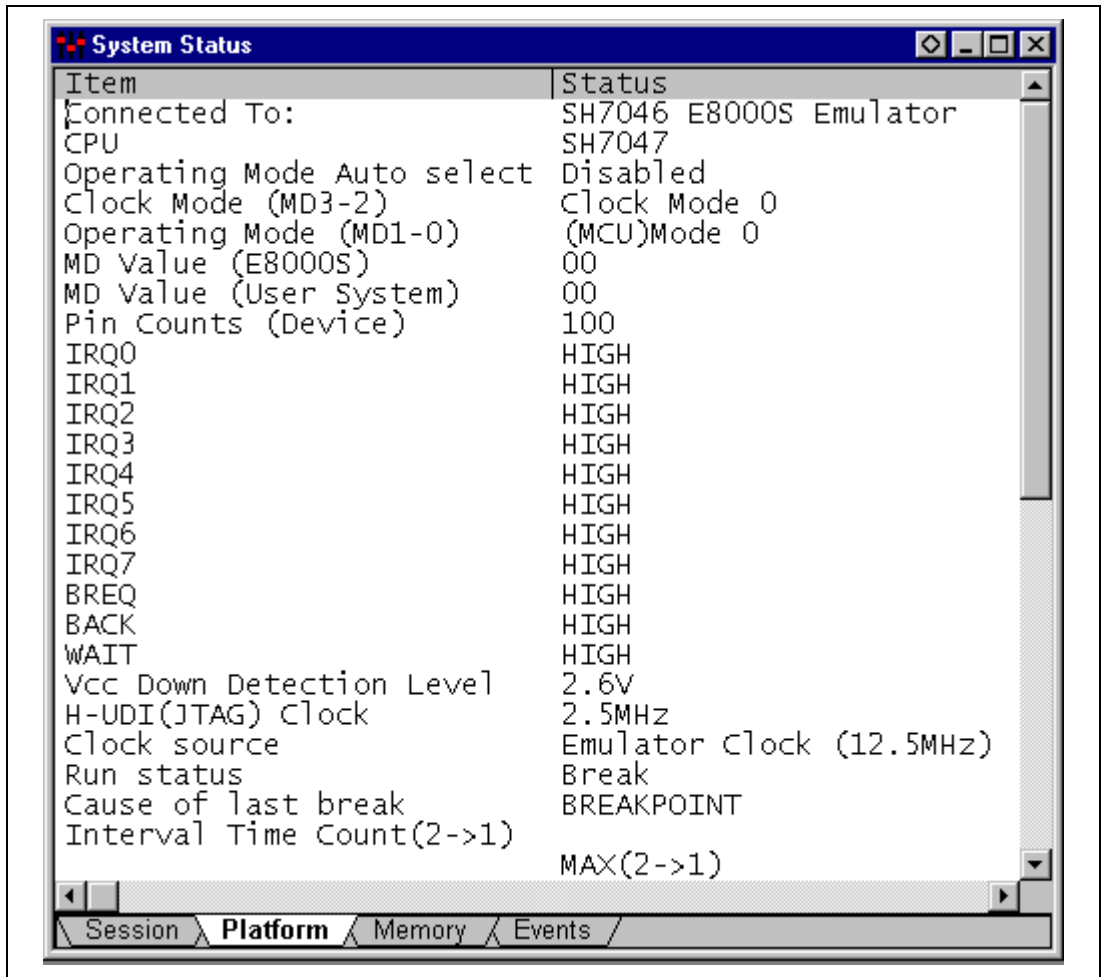 System Status
Item Status
Connected To: SH7046 E8000S Emulator
CPU SH7047
Operating Mode Auto select Disabled
Clock Mode (MD3-2) Clock Mode 0
Operating Mode (MD1-0) (MCU)Mode 0
MD Value (E8000S) 00
MD Value (User System) 00
Pin Counts (Device) 100
IRQ0 HIGH
IRQ1 HIGH
IRQ2 HIGH
IRQ3 HIGH
IRQ4 HIGH
IRQ5 HIGH
IRQ6 HIGH
IRQ7 HIGH
BREQ HIGH
BACK HIGH
WAIT HIGH
Vcc Down Detection Level 2.6V
H-UDI(JTAG) Clock 2.5MHz
Clock source Emulator Clock (12.5MHz)
Run status Break
Cause of last break BREAKPOINT
Interval Time Count(2->1)
MAX(2->1)
Session Platform Memory Events